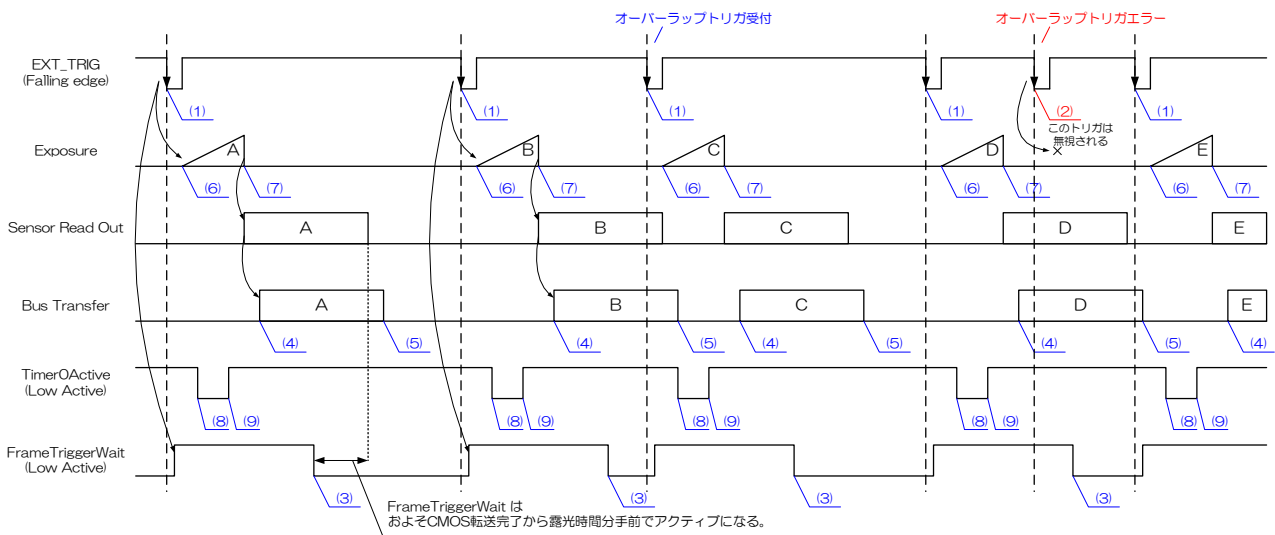 オーバーラップトリガ受付
オーバーラップトリガエラー
EXT_TRIG
(Falling edge)
(1)
(1)
(1)
(1)
(2)
(1)
このトリガは
無視される
Exposure
A
B
C
D
E
(6)
(7)
(6)
(7)
(6)
(7)
(6)
(7)
(6)
(7)
Sensor Read Out
A
B
C
D
E
Bus Transfer
A
B
C
D
E
(4)
(5)
(4)
(5)
(4)
(5)
(4)
(5)
(4)
Timer0Active
(Low Active)
(8)
(9)
(8)
(9)
(8)
(9)
(8)
(9)
(8)
(9)
FrameTriggerWait
(Low Active)
(3)
(3)
(3)
(3)
FrameTriggerWait は
およそCMOS転送完了から露光時間分手前でアクティブになる。